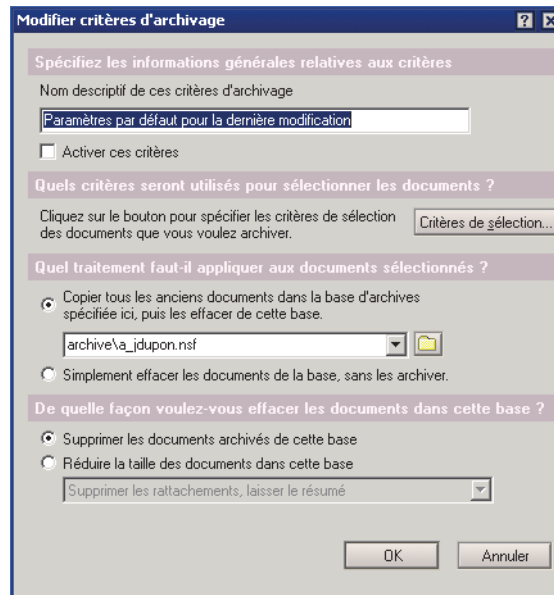 Modifier critères d'archivage
Spécifiez les informations générales relatives aux critères
Nom descriptif de ces critères d'archivage
Paramètres par défaut pour la dernière modification
Activer ces critères
Quels critères seront utilisés pour sélectionner les documents ?
Cliquez sur le bouton pour spécifier les critères de sélection
des documents que vous voulez archiver.
Critères de sélection...
Quel traitement faut-il appliquer aux documents sélectionnés ?
Copier tous les anciens documents dans la base d'archives
spécifiée ici, puis les effacer de cette base.
archive\a_jdupon.nsf
Simplement effacer les documents de la base, sans les archiver.
De quelle façon voulez-vous effacer les documents dans cette base ?
Supprimer les documents archivés de cette base
Réduire la taille des documents dans cette base
Supprimer les rattachements, laisser le résumé
OK
Annuler